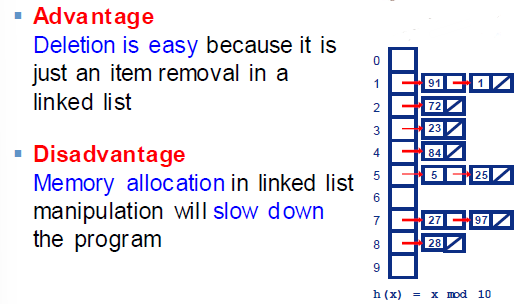 Advantage
Deletion is easy because it is
just an item removal in a
linked list
Disadvantage
Memory allocation in linked list
manipulation will slow down
the program
0
1 91 1
2 72
3 23
4 84
5 5 25
6
7 27 97
8 28
9
h(x) = x mod 10